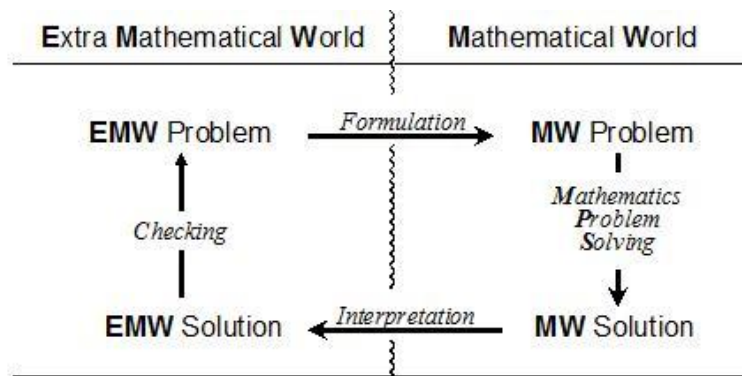 Extra Mathematical World
Mathematical World
EMW Problem
Formulation
MW Problem
Checking
Mathematics
Problem
Solving
EMW Solution
Interpretation
MW Solution